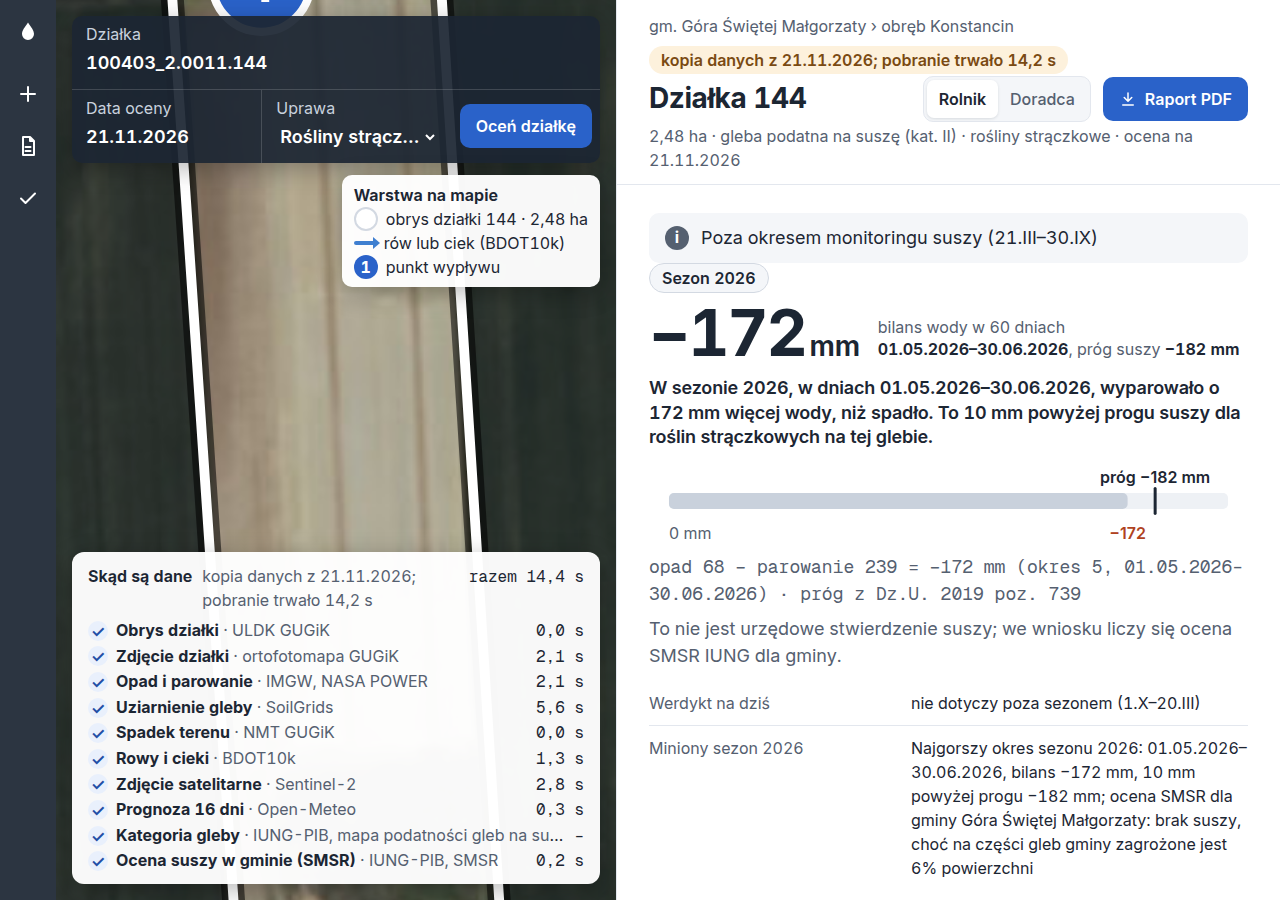 Działka
100403_2.0011.144
Data oceny
21.11.2026
Uprawa
Rośliny strącz...
Oceń działkę
Warstwa na mapie
obrys działki 144 · 2,48 ha
rów lub ciek (BDOT10k)
1 punkt wypływu
Skąd są dane kopia danych z 21.11.2026; razem 14,4 s
pobranie trwało 14,2 s
Obrys działki · ULDK GUGiK 0,0 s
Zdjęcie działki · ortofotomapa GUGiK 2,1 s
Opad i parowanie · IMGW, NASA POWER 2,1 s
Uziarnienie gleby · SoilGrids 5,6 s
Spadek terenu · NMT GUGiK 0,0 s
Rowy i cieki · BDOT10k 1,3 s
Zdjęcie satelitarne · Sentinel-2 2,8 s
Prognoza 16 dni · Open-Meteo 0,3 s
Kategoria gleby · IUNG-PIB, mapa podatności gleb na su... –
Ocena suszy w gminie (SMSR) · IUNG-PIB, SMSR 0,2 s
gm. Góra Świętej Małgorzaty › obręb Konstancin
kopia danych z 21.11.2026; pobranie trwało 14,2 s
Działka 144
Rolnik Doradca
Raport PDF
2,48 ha · gleba podatna na suszę (kat. II) · rośliny strączkowe · ocena na
21.11.2026
i Poza okresem monitoringu suszy (21.III–30.IX)
Sezon 2026
−172 mm
bilans wody w 60 dniach
01.05.2026–30.06.2026, próg suszy −182 mm
W sezonie 2026, w dniach 01.05.2026–30.06.2026, wyparowało o
172 mm więcej wody, niż spadło. To 10 mm powyżej progu suszy dla
roślin strączkowych na tej glebie.
próg −182 mm
0 mm −172
opad 68 − parowanie 239 = −172 mm (okres 5, 01.05.2026–
30.06.2026) · próg z Dz.U. 2019 poz. 739
To nie jest urzędowe stwierdzenie suszy; we wniosku liczy się ocena
SMSR IUNG dla gminy.
Werdykt na dziś nie dotyczy poza sezonem (1.X–20.III)
Miniony sezon 2026 Najgorszy okres sezonu 2026: 01.05.2026–
30.06.2026, bilans −172 mm, 10 mm
powyżej progu −182 mm; ocena SMSR dla
gminy Góra Świętej Małgorzaty: brak suszy,
choć na części gleb gminy zagrożone jest
6% powierzchni